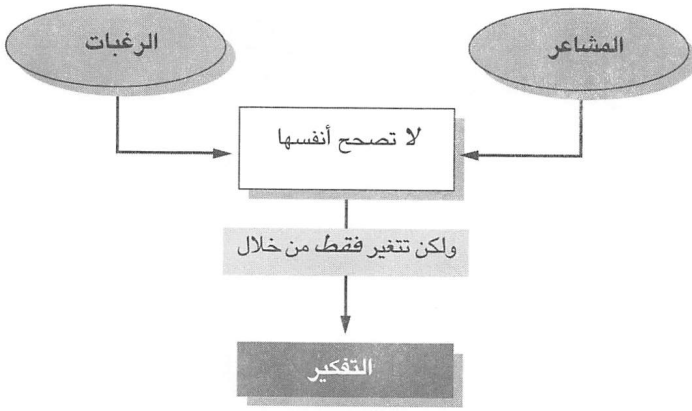 المشاعر
الرغبات
لا تصحح أنفسها
ولكن تتغير فقط من خلال
التفكير